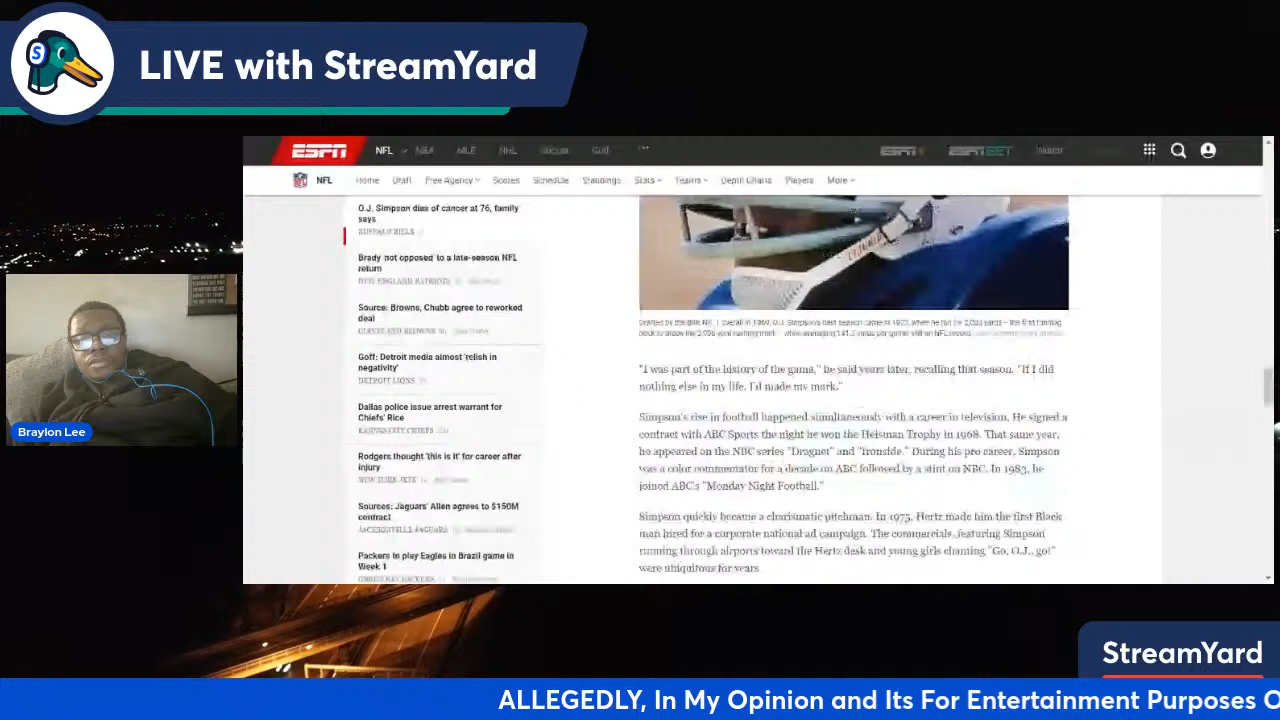 S
LIVE with StreamYard
ESPN
NFL NBA MLB NHL Soccer Golf ...
ESPN+ ESPN BET Watch
NFL Home Draft Free Agency Scores Schedule Standings Stats Teams Depth Charts Players More
O.J. Simpson dies of cancer at 76, family
says
BUFFALO BILLS
Brady not opposed to a late-season NFL
return
NEW ENGLAND PATRIOTS
Source: Browns, Chubb agree to reworked
deal
CLEVELAND BROWNS
Goff: Detroit media almost 'relish in
negativity'
DETROIT LIONS
Dallas police issue arrest warrant for
Chiefs' Rice
KANSAS CITY CHIEFS
Rodgers thought 'this is it' for career after
injury
NEW YORK JETS
Sources: Jaguars' Allen agrees to $150M
contract
JACKSONVILLE JAGUARS
Packers to play Eagles in Brazil game in
Week 1
GREEN BAY PACKERS
"I was part of the history of the game," he said years later, recalling that season. "If I did
nothing else in my life, I'd made my mark."
Simpson's rise in football happened simultaneously with a career in television. He signed a
contract with ABC Sports the night he won the Heisman Trophy in 1968. That same year,
he appeared on the NBC series "Dragnet" and "Ironside." During his pro career, Simpson
was a color commentator for a decade on ABC followed by a stint on NBC. In 1983, he
joined ABC's "Monday Night Football."
Simpson quickly became a charismatic pitchman. In 1975, Hertz made him the first Black
man hired for a corporate national ad campaign. The commercials, featuring Simpson
running through airports toward the Hertz desk and young girls chanting "Go, O.J., go!"
were ubiquitous for years
Braylon Lee
StreamYard
ALLEGEDLY, In My Opinion and Its For Entertainment Purposes O